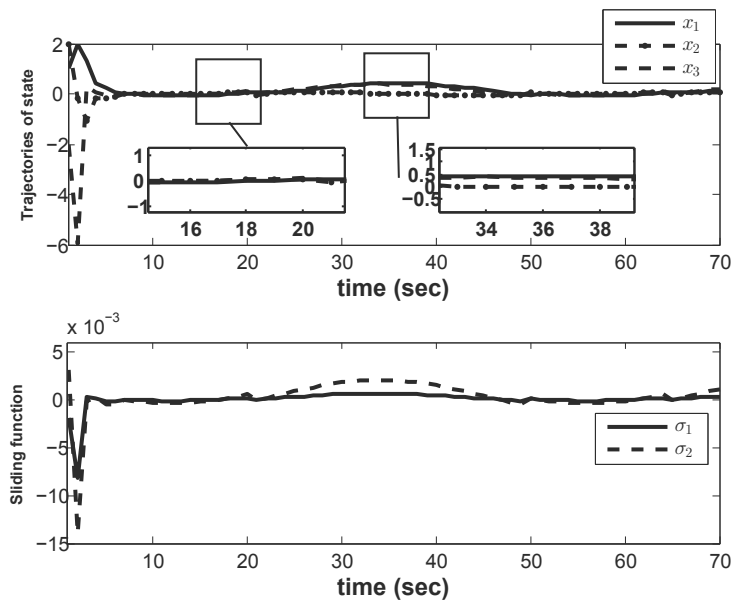 Trajectories of state
2
0
−2
−4
−6
x₁
x₂
x₃
1
0
−1
16 18 20
1.5
1
0.5
0
−0.5
34 36 38
10 20 30 40 50 60 70
time (sec)
x 10⁻³
Sliding function
5
0
−5
−10
−15
σ₁
σ₂
10 20 30 40 50 60 70
time (sec)